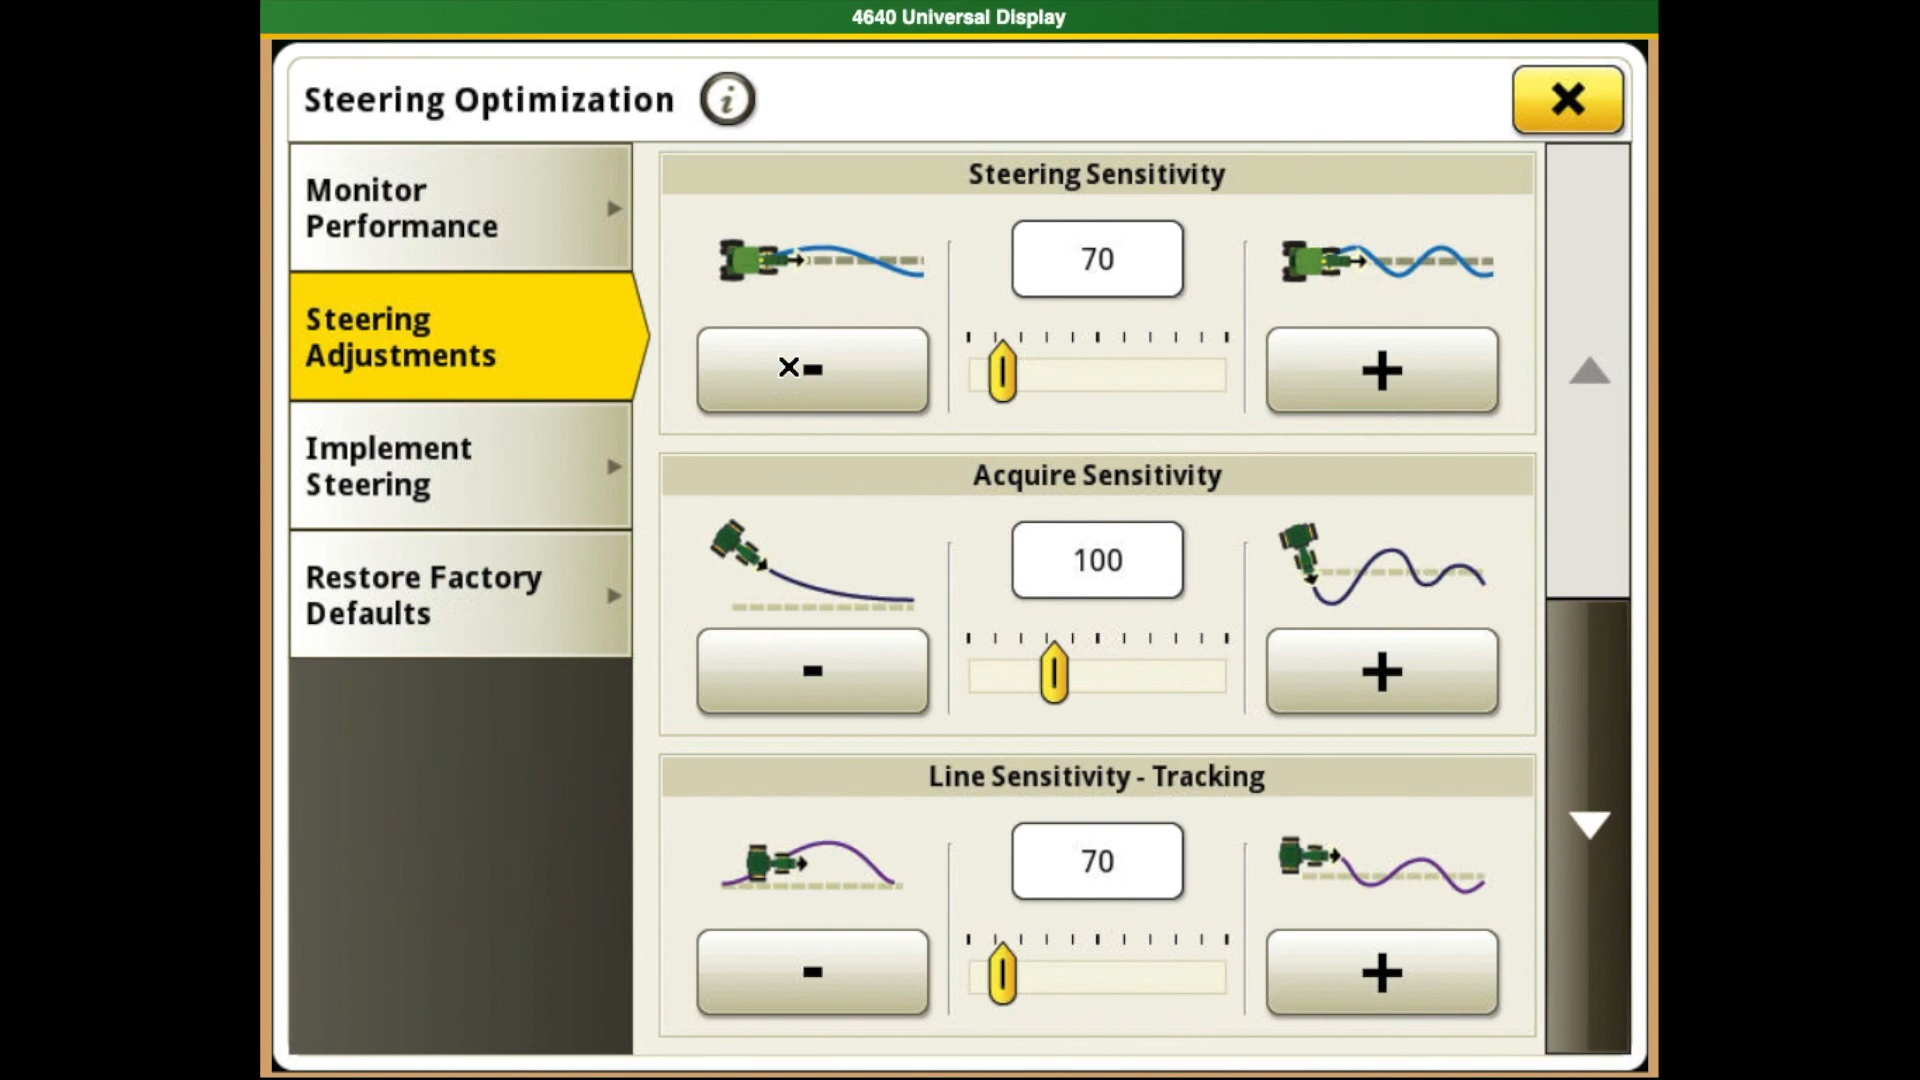 4640 Universal Display
Steering Optimization
i
Monitor
Performance
Steering
Adjustments
Implement
Steering
Restore Factory
Defaults
Steering Sensitivity
70
-
+
Acquire Sensitivity
100
-
+
Line Sensitivity - Tracking
70
-
+